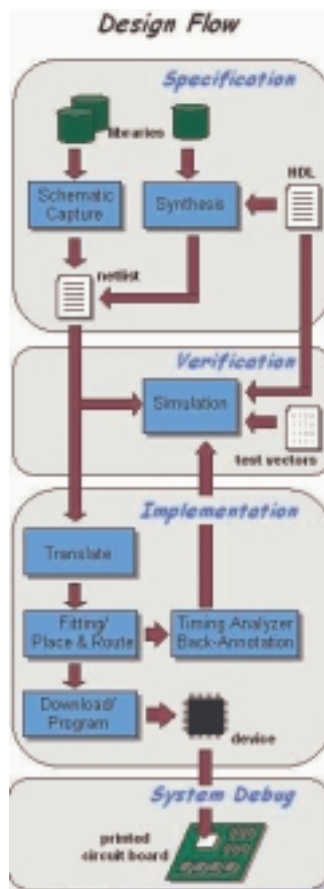 Design Flow
Specification
libraries
HDL
Schematic
Capture
Synthesis
netlist
Verification
Simulation
test vectors
Implementation
Translate
Fitting/
Place & Route
Timing Analyzer
Back-Annotation
Download/
Program
device
System Debug
printed
circuit board